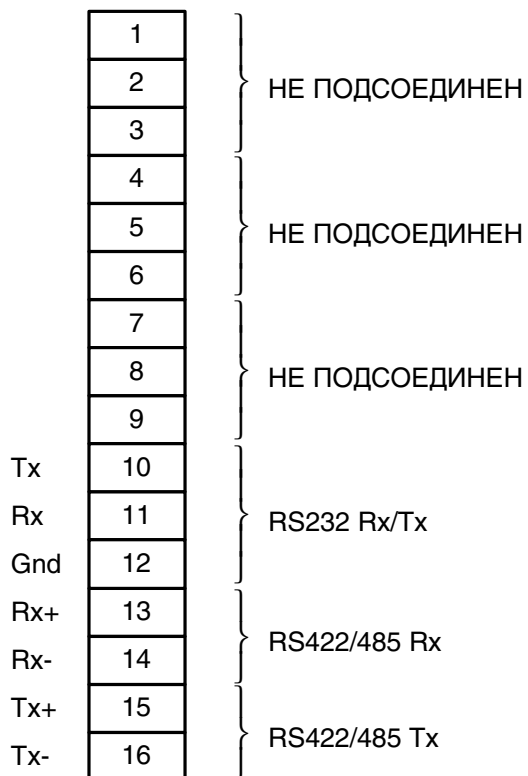 1
2
3
НЕ ПОДСОЕДИНЕН
4
5
6
НЕ ПОДСОЕДИНЕН
7
8
9
НЕ ПОДСОЕДИНЕН
Tx 10
Rx 11
Gnd 12
RS232 Rx/Tx
Rx+ 13
Rx- 14
RS422/485 Rx
Tx+ 15
Tx- 16
RS422/485 Tx